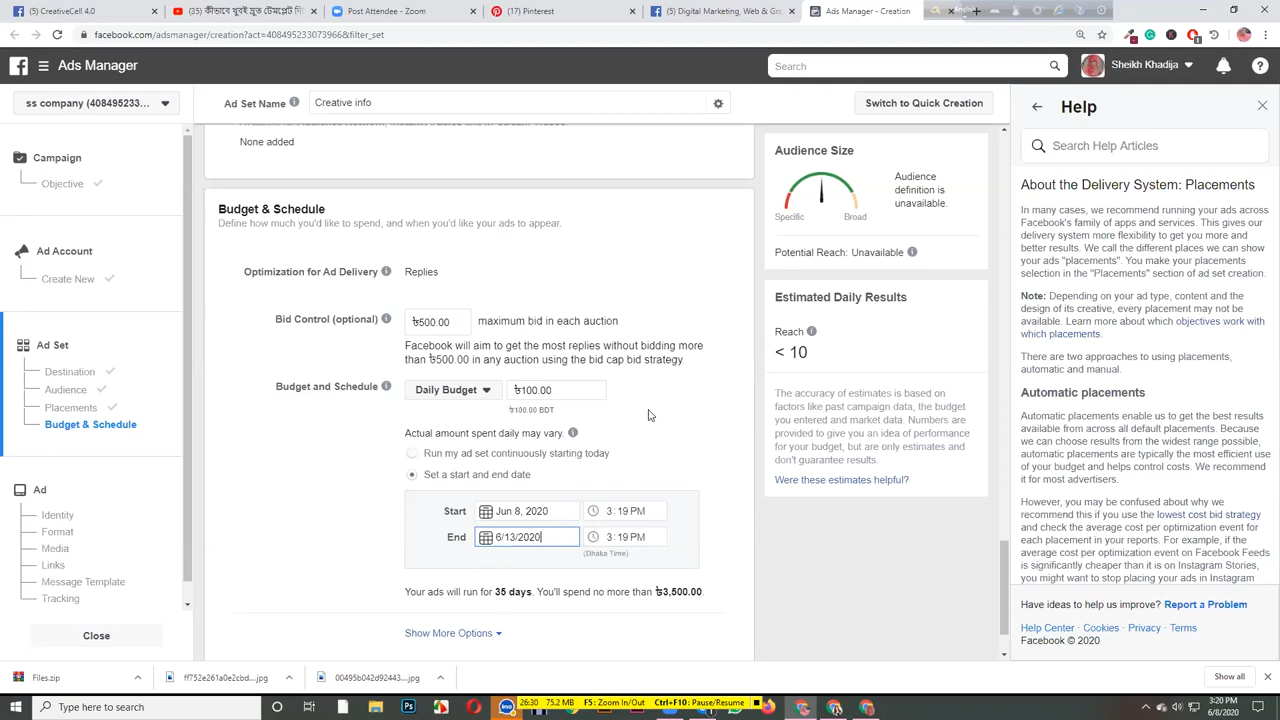 (5) CreativeCell 4.0
(35) কীভাবে খুব দ্রুত টেমপ্লেট দি
Post Attendee - Zoom
(17) Pinterest
(5) Digital Marketing, Web & Gr
Ads Manager - Creation
facebook.com/adsmanager/creation?act=408495233073966&filter_set
Ads Manager
Search
Sheikh Khadija
ss company (408495233...
Ad Set Name
Creative info
Switch to Quick Creation
Help
Search Help Articles
Campaign
Objective
Ad Account
Create New
Ad Set
Destination
Audience
Placements
Budget & Schedule
Ad
Identity
Format
Media
Links
Message Template
Tracking
Close
None added
Budget & Schedule
Define how much you'd like to spend, and when you'd like your ads to appear.
Optimization for Ad Delivery
Replies
Bid Control (optional)
৳500.00
maximum bid in each auction
Facebook will aim to get the most replies without bidding more
than ৳500.00 in any auction using the bid cap bid strategy.
Budget and Schedule
Daily Budget
৳100.00
৳100.00 BDT
Actual amount spent daily may vary.
Run my ad set continuously starting today
Set a start and end date
Start
Jun 8, 2020
3:19 PM
End
6/13/2020
3:19 PM
(Dhaka Time)
Your ads will run for 35 days. You'll spend no more than ৳3,500.00.
Show More Options
Audience Size
Audience
definition is
unavailable.
Specific
Broad
Potential Reach: Unavailable
Estimated Daily Results
Reach
< 10
The accuracy of estimates is based on
factors like past campaign data, the budget
you entered and market data. Numbers are
provided to give you an idea of performance
for your budget, but are only estimates and
don't guarantee results.
Were these estimates helpful?
About the Delivery System: Placements
In many cases, we recommend running your ads across
Facebook's family of apps and services. This gives our
delivery system more flexibility to get you more and
better results. We call the different places we can show
your ads "placements". You make your placements
selection in the "Placements" section of ad set creation.
Note: Depending on your ad type, content and the
design of its creative, every placement may not be
available. Learn more about which objectives work with
which placements.
There are two approaches to using placements,
automatic and manual.
Automatic placements
Automatic placements enable us to get the best results
available from across all default placements. Because
we can choose results from the widest range possible,
automatic placements are typically the most efficient use
of your budget and helps control costs. We recommend
it for most advertisers.
However, you may be confused about why we
recommend this if you use the lowest cost bid strategy
and check the average cost per optimization event for
each placement. For example, if the
average cost per optimization event on Facebook Feeds
is significantly cheaper than it is on Instagram Stories,
you might want to stop placing your ads in Instagram
Have ideas to help us improve? Report a Problem
Help Center · Cookies · Privacy · Terms
Facebook © 2020
Files.zip
ff752e261a0e2cbd....jpg
00495b042d92443....jpg
Show all
Type here to search
26:30 75.2 MB F5: Zoom In/Out Ctrl+F10: Pause/Resume
3:20 PM
6/8/2020